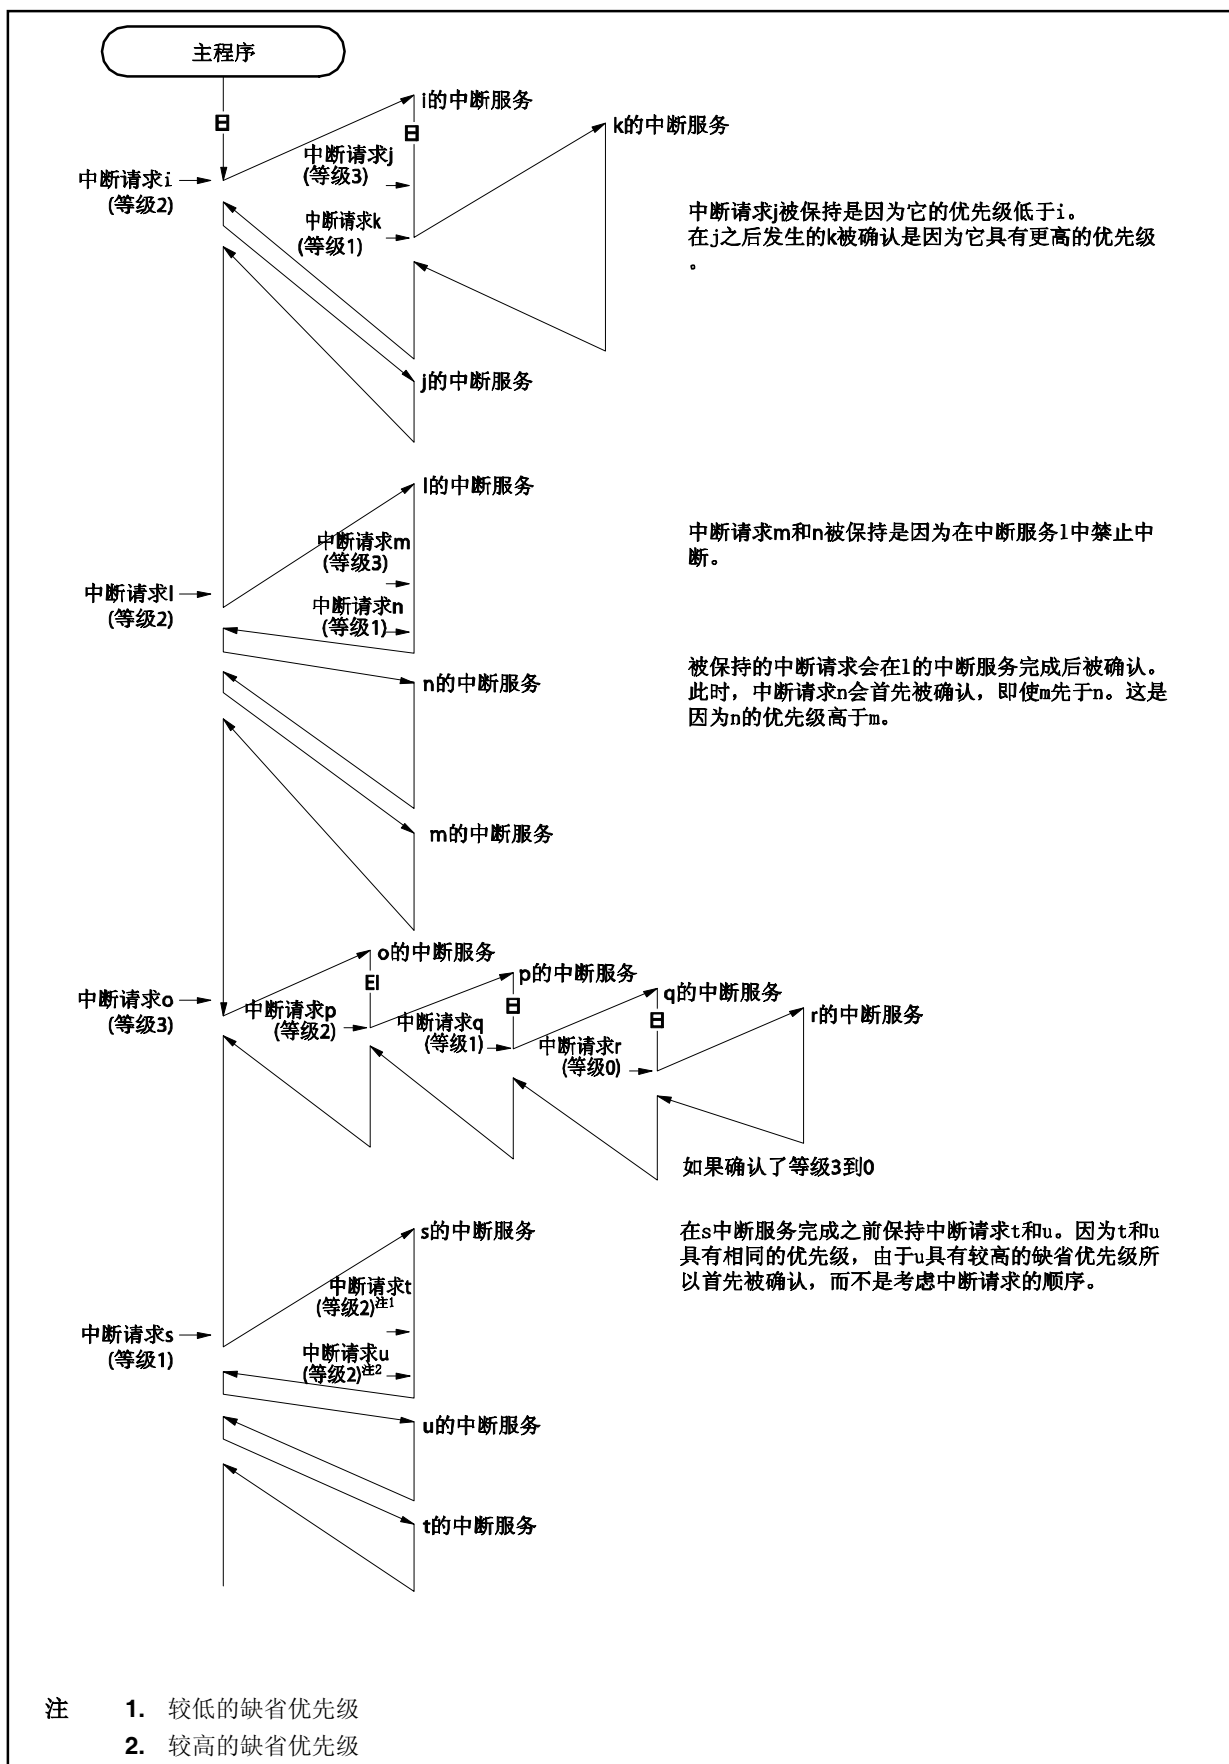 主程序
日
i的中断服务
日
k的中断服务
中断请求j
(等级3)
中断请求i
(等级2)
中断请求k
(等级1)
中断请求j被保持是因为它的优先级低于i。
在j之后发生的k被确认是因为它具有更高的优先级
。
j的中断服务
l的中断服务
中断请求m
(等级3)
中断请求m和n被保持是因为在中断服务l中禁止中
断。
中断请求l
(等级2)
中断请求n
(等级1)
被保持的中断请求会在l的中断服务完成后被确认。
此时，中断请求n会首先被确认，即使m先于n。这是
因为n的优先级高于m。
n的中断服务
m的中断服务
o的中断服务
EI
p的中断服务
日
q的中断服务
日
r的中断服务
中断请求o
(等级3)
中断请求p
(等级2)
中断请求q
(等级1)
中断请求r
(等级0)
如果确认了等级3到0
s的中断服务
在s中断服务完成之前保持中断请求t和u。因为t和u
具有相同的优先级，由于u具有较高的缺省优先级所
以首先被确认，而不是考虑中断请求的顺序。
中断请求t
(等级2)注1
中断请求s
(等级1)
中断请求u
(等级2)注2
u的中断服务
t的中断服务
注 1. 较低的缺省优先级
2. 较高的缺省优先级